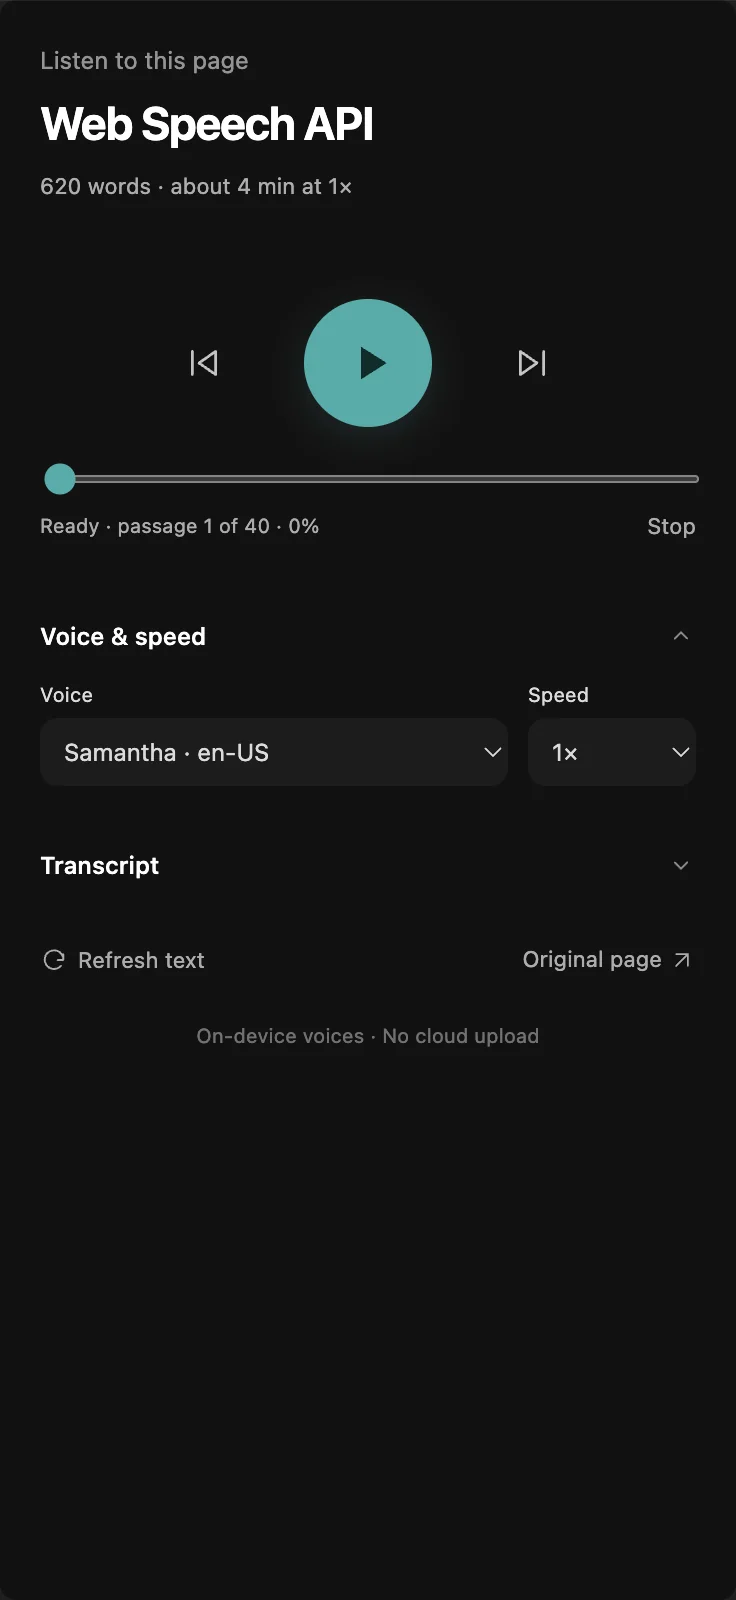 Listen to this page
Web Speech API
620 words · about 4 min at 1×
Ready · passage 1 of 40 · 0%
Stop
Voice & speed
Voice
Speed
Samantha · en-US
1×
Transcript
Refresh text
Original page
On-device voices · No cloud upload